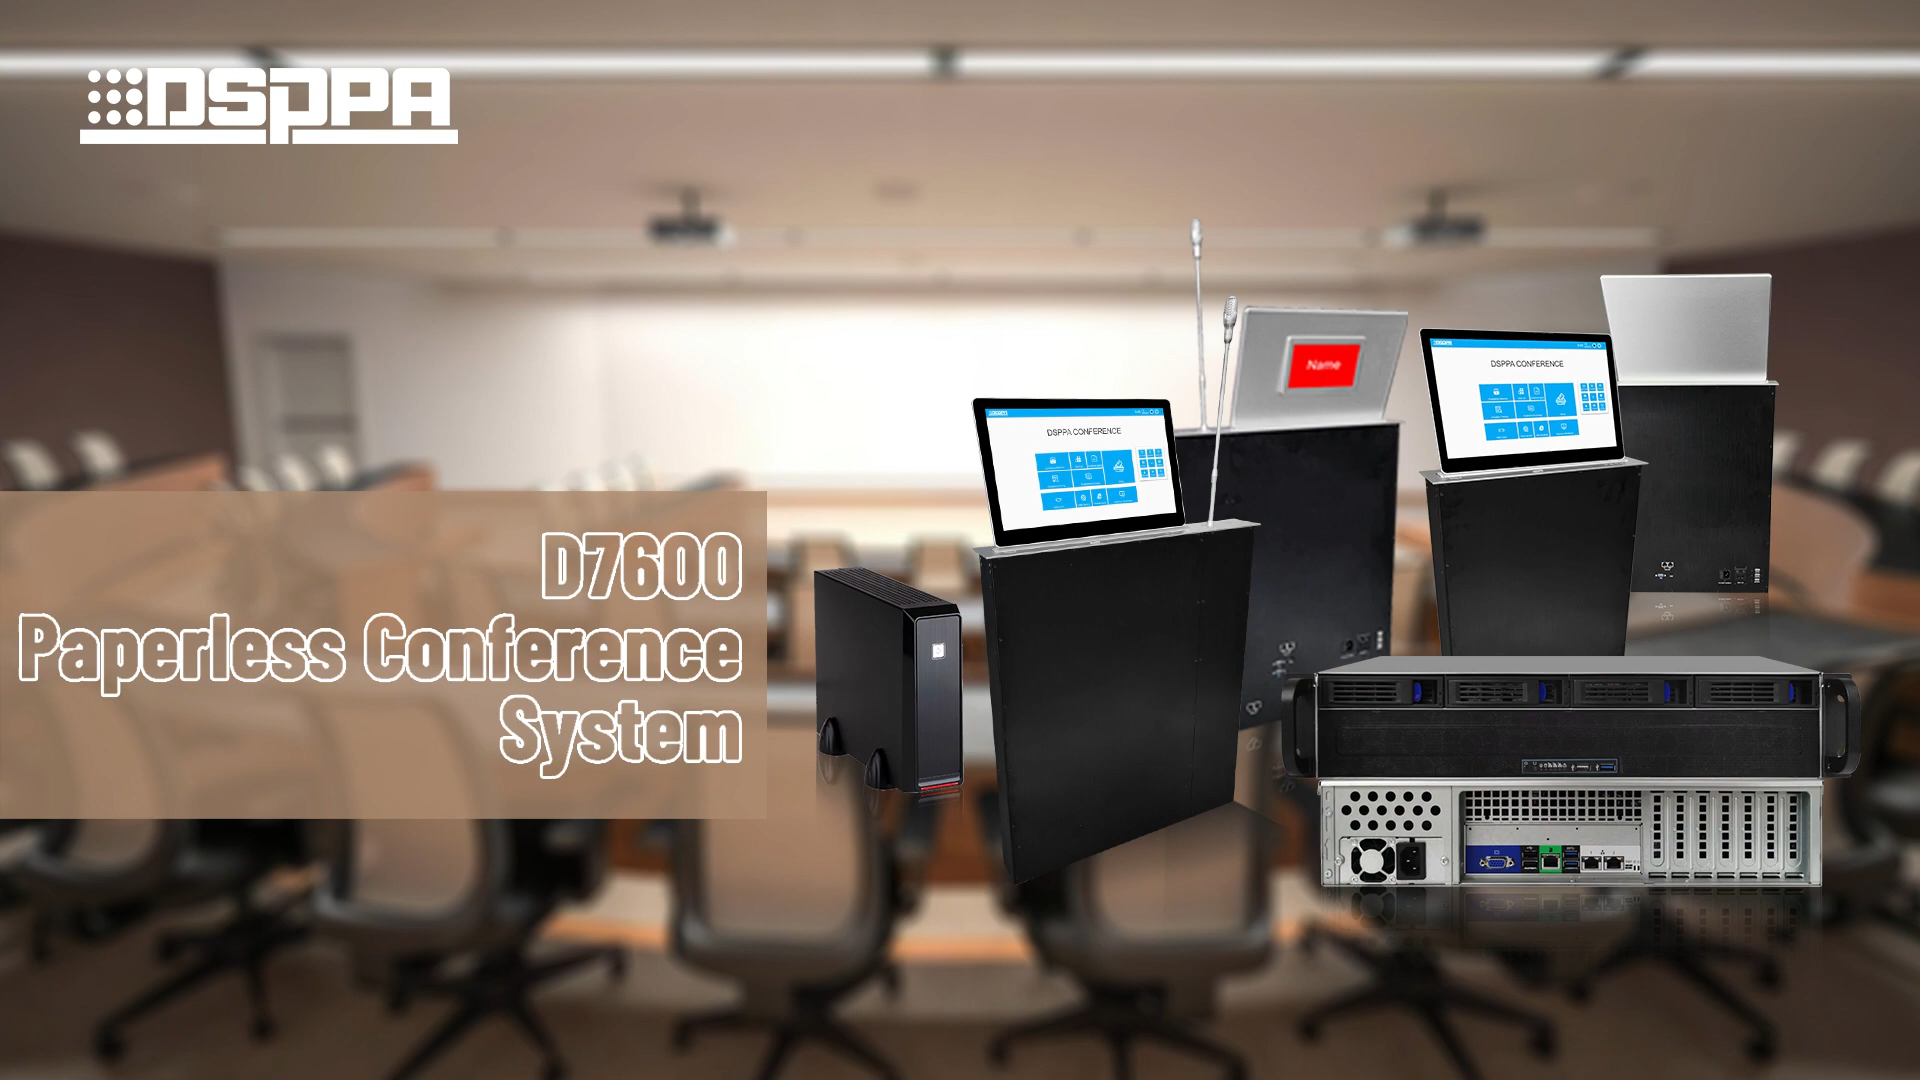 DSPPA
Name
DSPPA CONFERENCE
DSPPA CONFERENCE
D7600
Paperless Conference
System